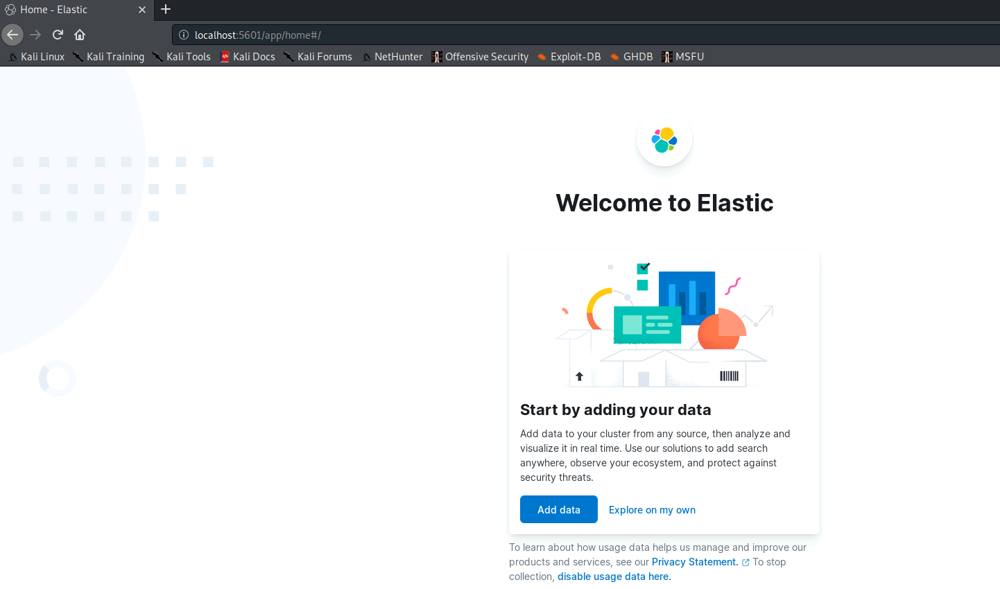 Home - Elastic
localhost:5601/app/home#/
Kali Linux Kali Training Kali Tools Kali Docs Kali Forums NetHunter Offensive Security Exploit-DB GHDB MSFU
Welcome to Elastic
Start by adding your data
Add data to your cluster from any source, then analyze and
visualize it in real time. Use our solutions to add search
anywhere, observe your ecosystem, and protect against
security threats.
Add data Explore on my own
To learn about how usage data helps us manage and improve our
products and services, see our Privacy Statement. To stop
collection, disable usage data here.